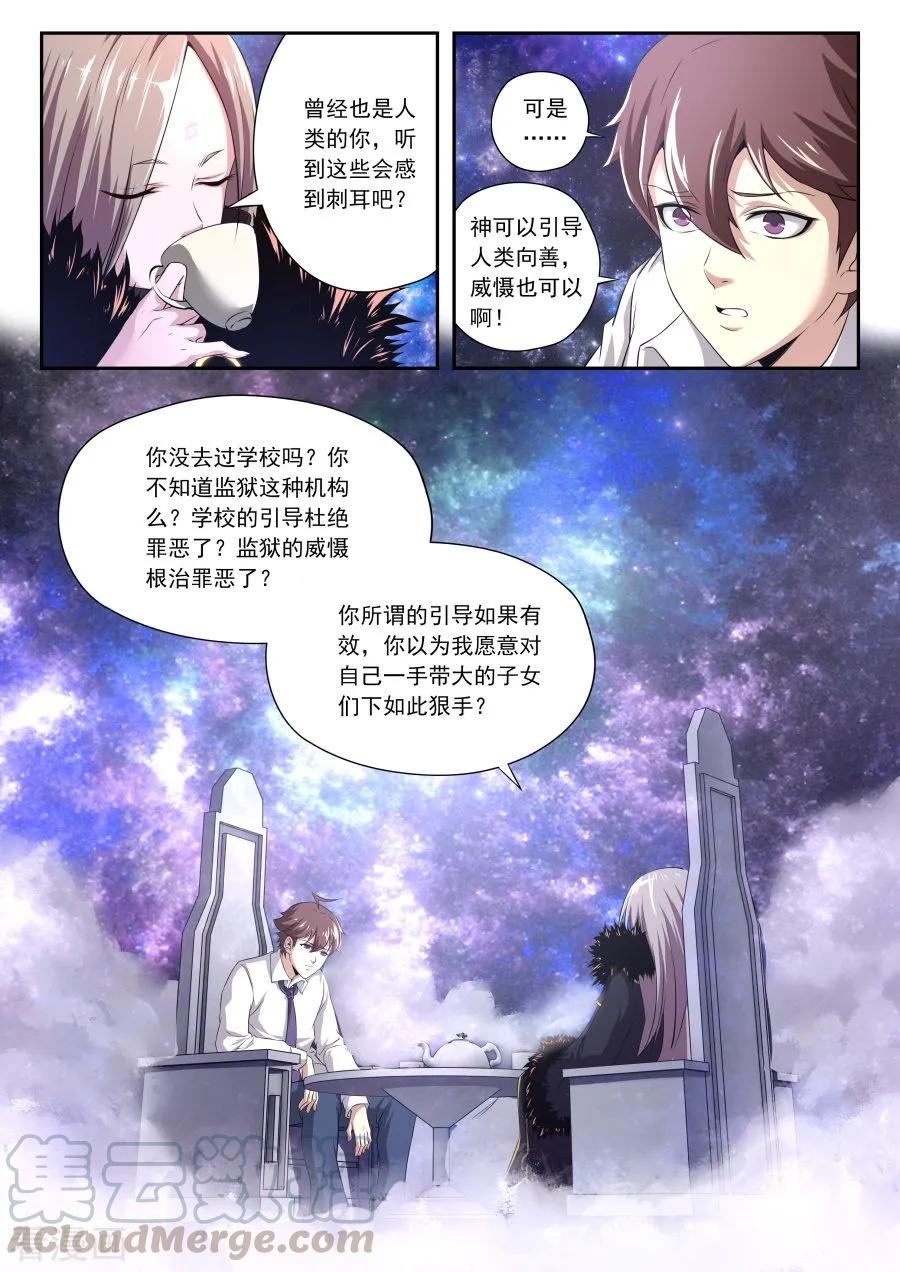 曾经也是人
类的你，听
到这些会感
到刺耳吧？
可是
……
神可以引导
人类向善，
威慑也可以
啊！
你没去过学校吗？你
不知道监狱这种机构
么？学校的引导杜绝
罪恶了？监狱的威慑
根治罪恶了？
你所谓的引导如果有
效，你以为我愿意对
自己一手带大的子女
们下如此狠手？
集云数据
ACloudMerge.com
漫画